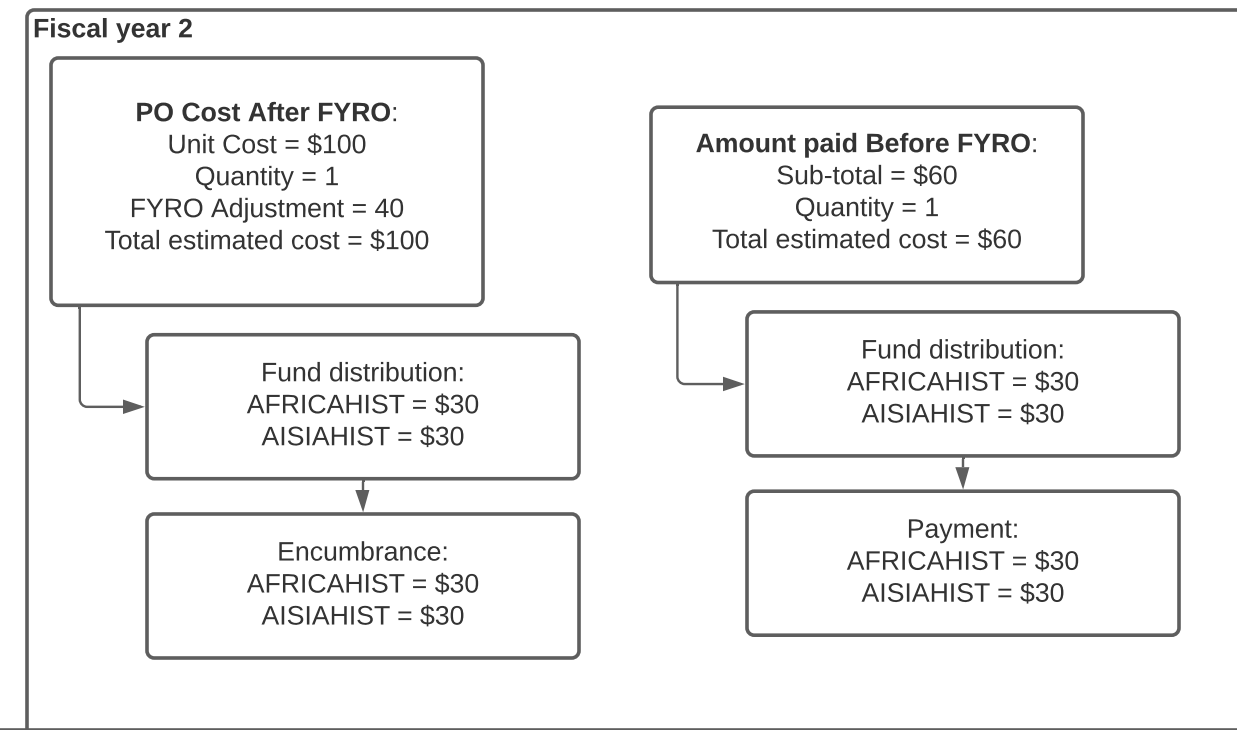 Fiscal year 2
PO Cost After FYRO:
Unit Cost = $100
Quantity = 1
FYRO Adjustment = 40
Total estimated cost = $100
Fund distribution:
AFRICAHIST = $30
AISIAHIST = $30
Encumbrance:
AFRICAHIST = $30
AISIAHIST = $30
Amount paid Before FYRO:
Sub-total = $60
Quantity = 1
Total estimated cost = $60
Fund distribution:
AFRICAHIST = $30
AISIAHIST = $30
Payment:
AFRICAHIST = $30
AISIAHIST = $30